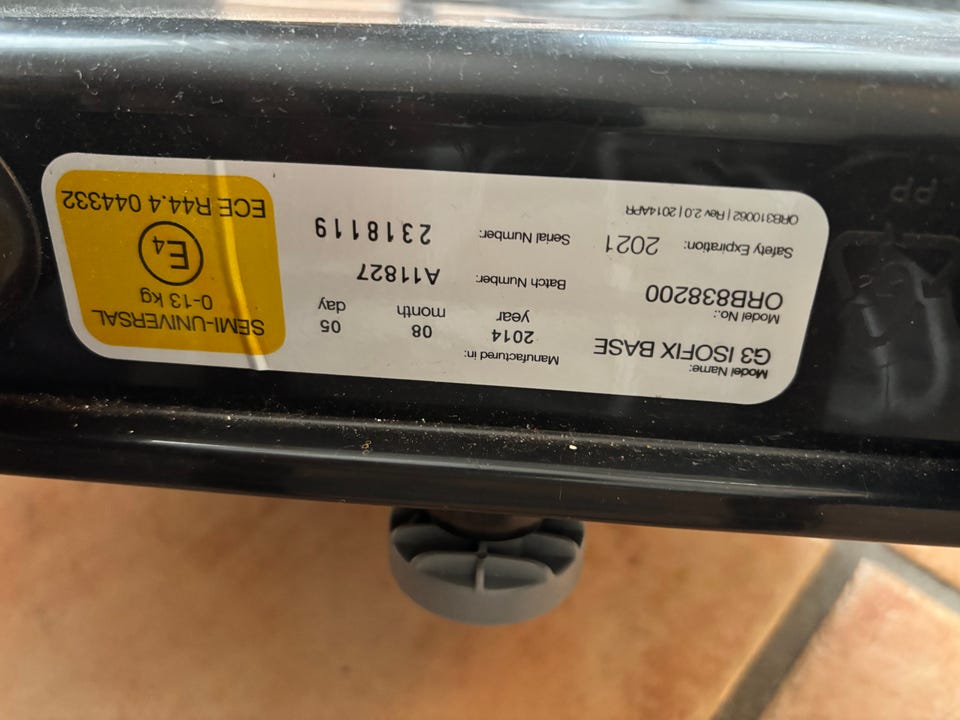 Model Name:
G3 ISOFIX BASE
Model No.:
ORB838200
Safety Expiration: 2021
ORB310062 | Rev 2.0 | 2014APR
Manufactured in:
2014 08 05
year month day
Batch Number: A11827
Serial Number: 2318119
SEMI-UNIVERSAL
0-13 kg
E4
ECE R44.4 044332
PP